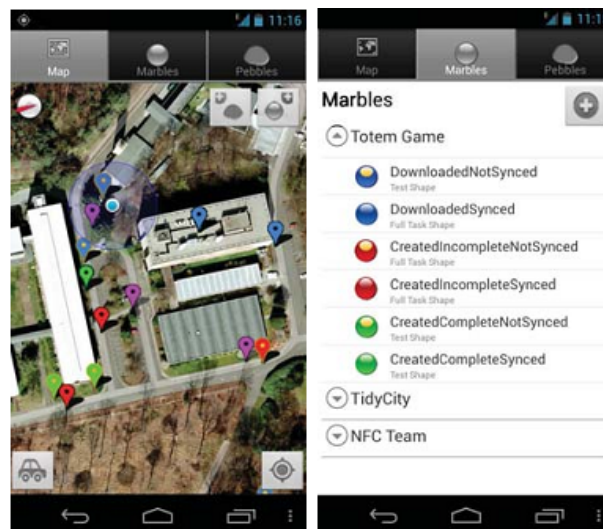 11:16
Map
Marbles
Pebbles
11:1
Map
Marbles
Pebbles
Marbles
Totem Game
DownloadedNotSynced
Test Shape
DownloadedSynced
Full Task Shape
CreatedIncompleteNotSynced
Full Task Shape
CreatedIncompleteSynced
Full Task Shape
CreatedCompleteNotSynced
Test Shape
CreatedCompleteSynced
Test Shape
TidyCity
NFC Team